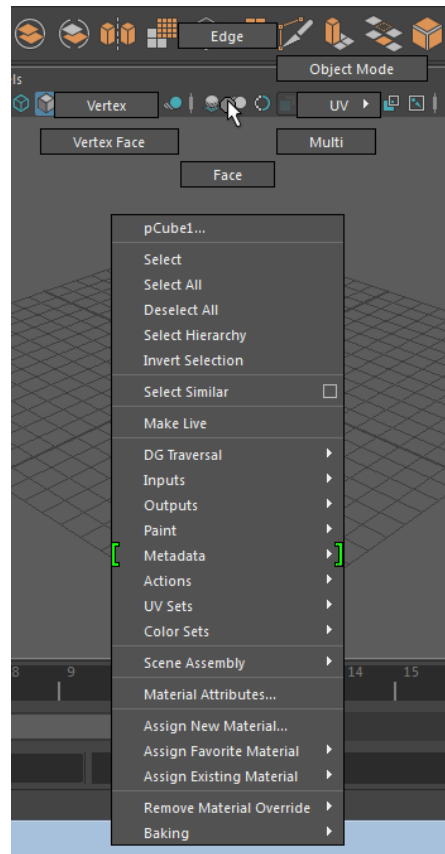 Edge
Object Mode
ls
Vertex
UV
Vertex Face
Multi
Face
pCube1...
Select
Select All
Deselect All
Select Hierarchy
Invert Selection
Select Similar
Make Live
DG Traversal
Inputs
Outputs
Paint
Metadata
Actions
UV Sets
Color Sets
Scene Assembly
8 9 14 15
Material Attributes...
Assign New Material...
Assign Favorite Material
Assign Existing Material
Remove Material Override
Baking